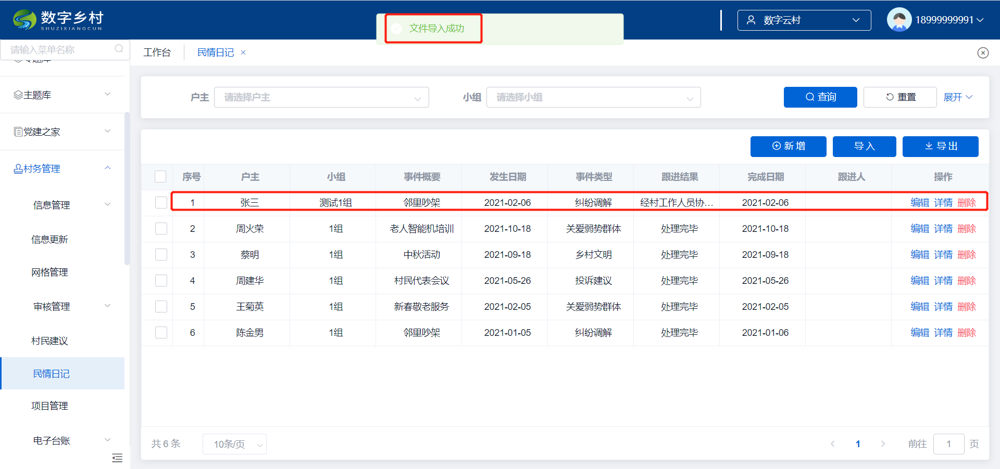 数字乡村
SHUZIXIANGCUN
文件导入成功
数字云村
18999999991
请输入菜单名称
工作台
民情日记
专题库
主题库
党建之家
村务管理
信息管理
信息更新
网格管理
审核管理
村民建议
民情日记
项目管理
电子台账
户主 请选择户主 小组 请选择小组 查询 重置 展开
新增 导入 导出
序号 户主 小组 事件概要 发生日期 事件类型 跟进结果 完成日期 跟进人 操作
1 张三 测试1组 邻里吵架 2021-02-06 纠纷调解 经村工作人员协... 2021-02-06 编辑 详情 删除
2 周火荣 1组 老人智能机培训 2021-10-18 关爱弱势群体 处理完毕 2021-10-18 编辑 详情 删除
3 蔡明 1组 中秋活动 2021-09-18 乡村文明 处理完毕 2021-09-18 编辑 详情 删除
4 周建华 1组 村民代表会议 2021-05-26 投诉建议 处理完毕 2021-05-26 编辑 详情 删除
5 王菊英 1组 新春敬老服务 2021-02-05 关爱弱势群体 处理完毕 2021-02-05 编辑 详情 删除
6 陈金男 1组 邻里吵架 2021-01-05 纠纷调解 处理完毕 2021-01-06 编辑 详情 删除
共 6 条 10条/页 1 前往 1 页